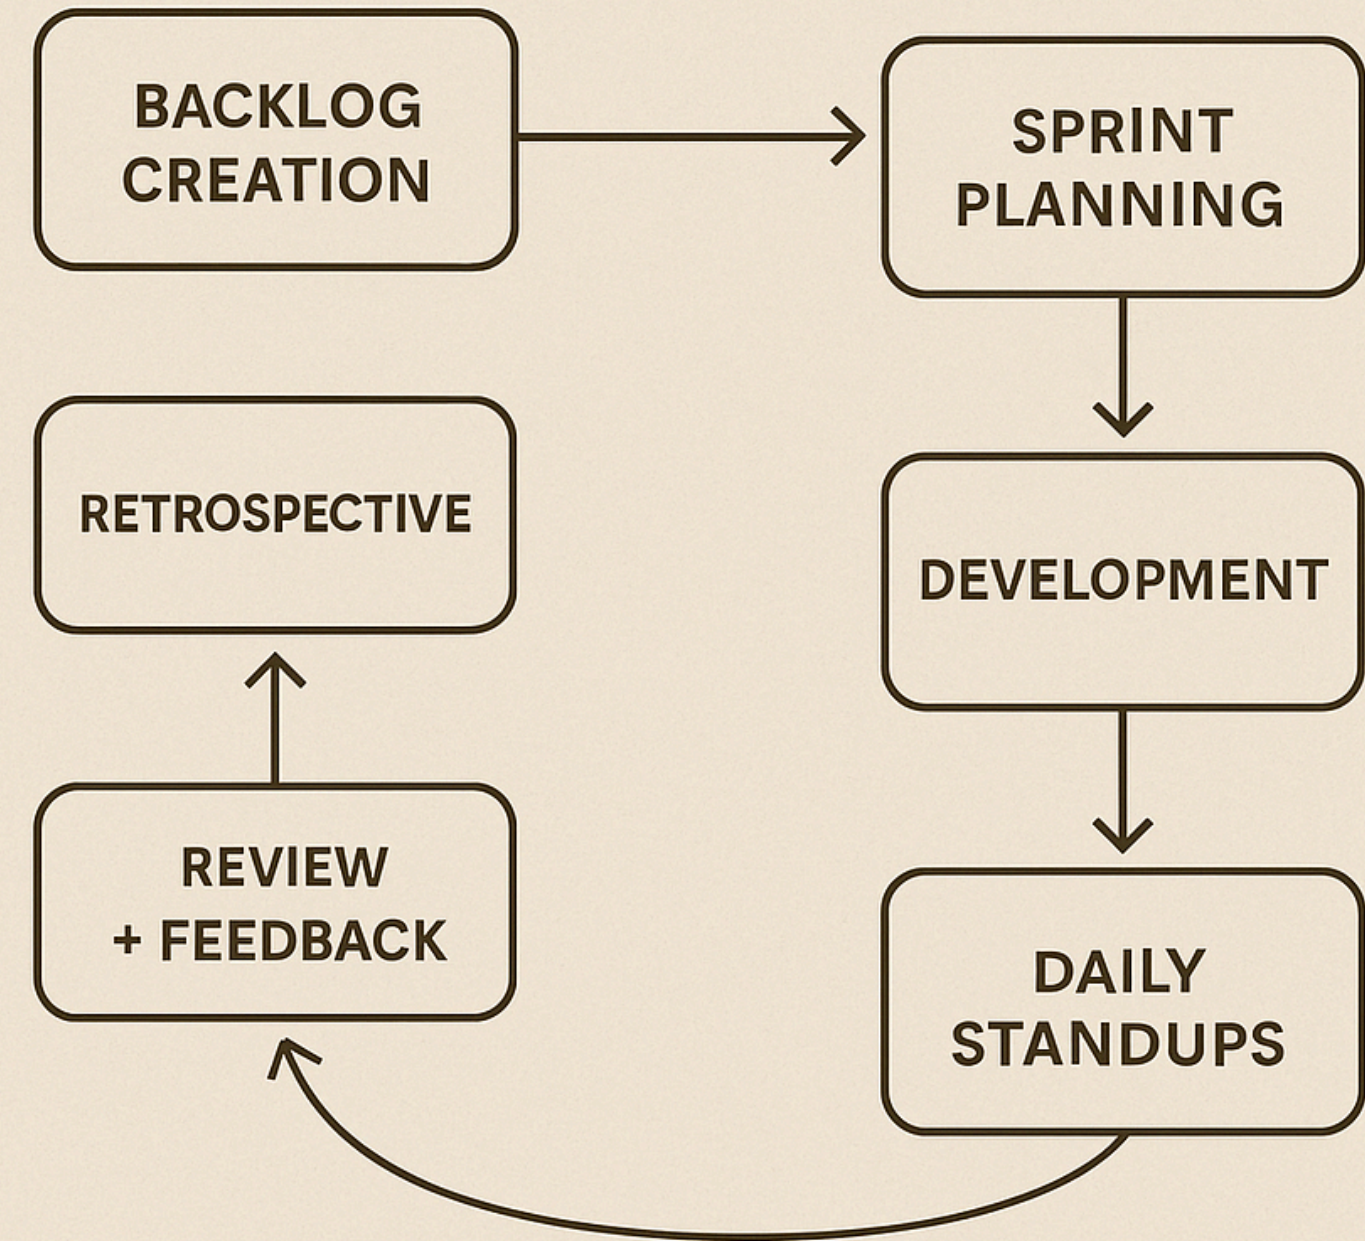 BACKLOG
CREATION
SPRINT
PLANNING
DEVELOPMENT
DAILY
STANDUPS
REVIEW
+ FEEDBACK
RETROSPECTIVE